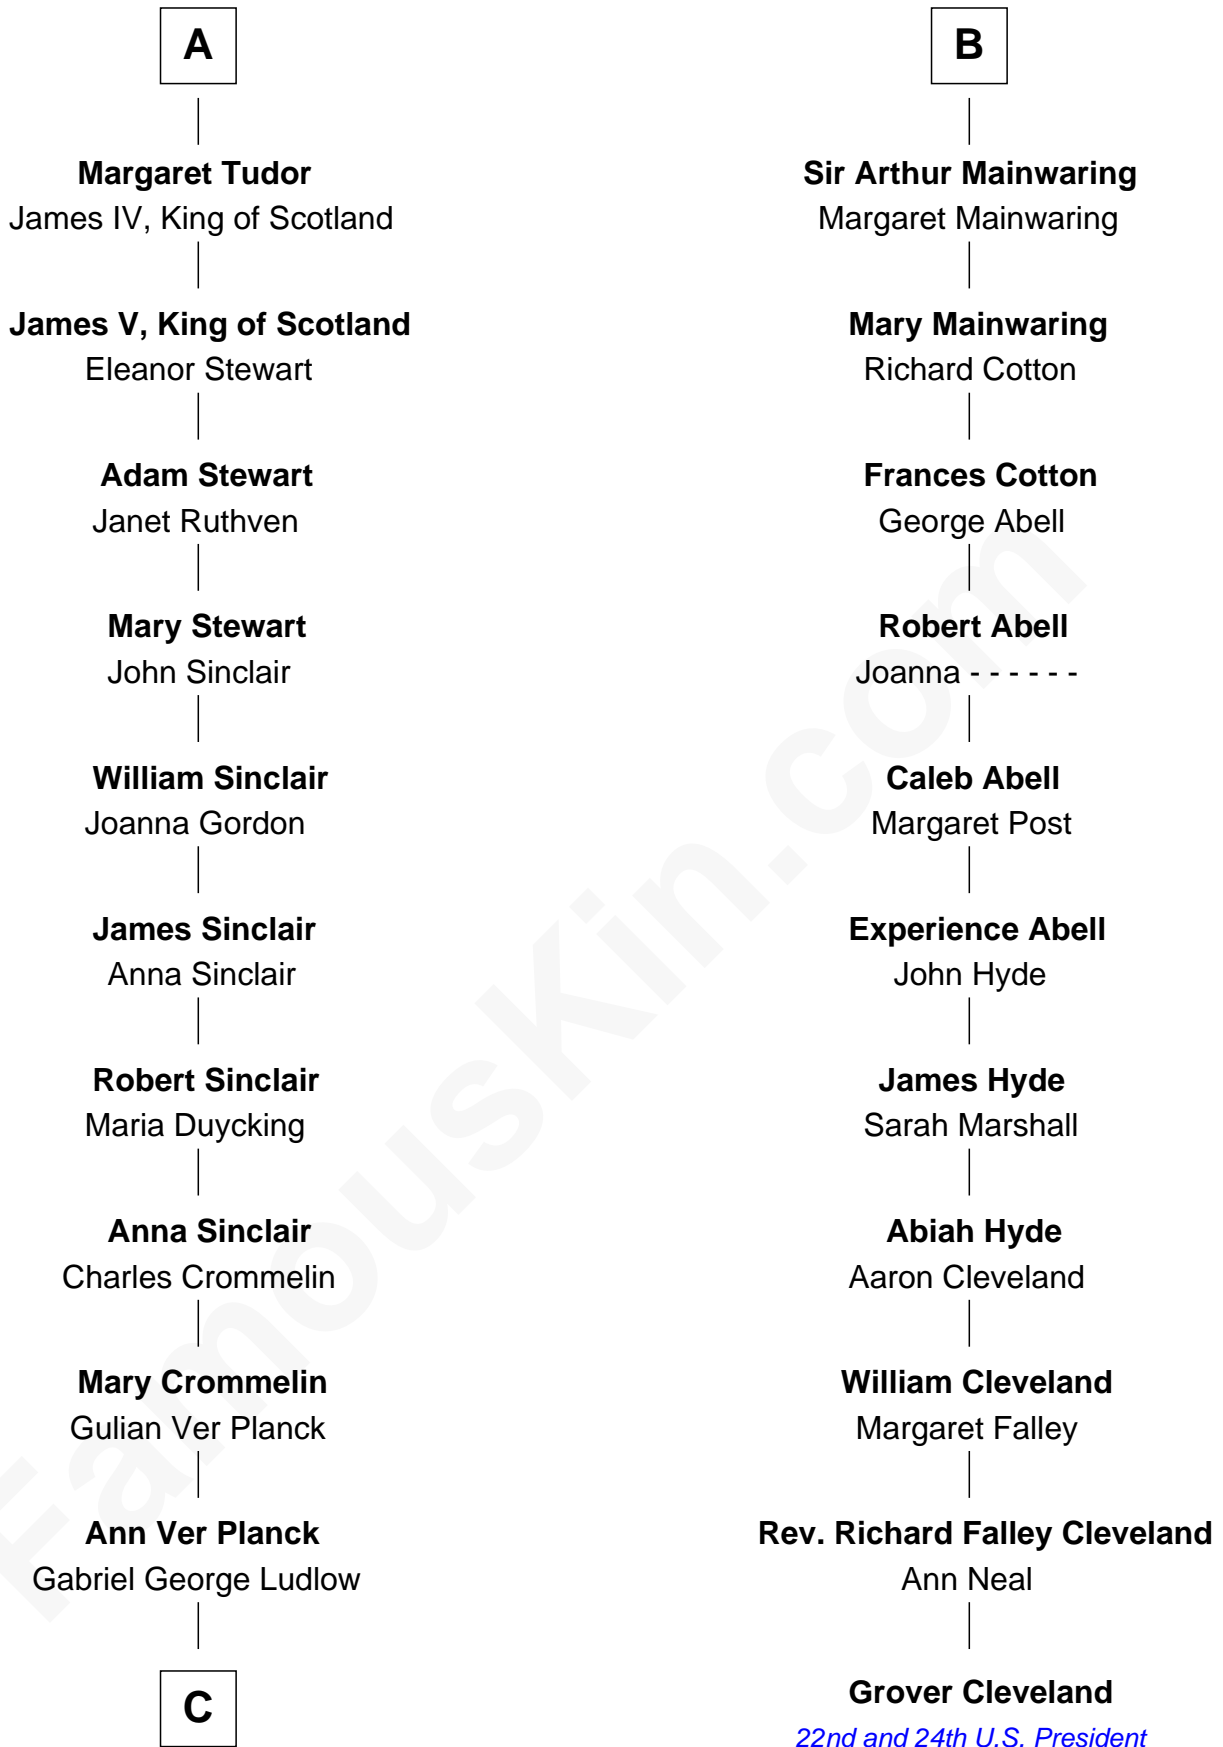 A
Margaret Tudor
James IV, King of Scotland
James V, King of Scotland
Eleanor Stewart
Adam Stewart
Janet Ruthven
Mary Stewart
John Sinclair
William Sinclair
Joanna Gordon
James Sinclair
Anna Sinclair
Robert Sinclair
Maria Duycking
Anna Sinclair
Charles Crommelin
Mary Crommelin
Gulian Ver Planck
Ann Ver Planck
Gabriel George Ludlow
C
B
Sir Arthur Mainwaring
Margaret Mainwaring
Mary Mainwaring
Richard Cotton
Frances Cotton
George Abell
Robert Abell
Joanna - - - - - -
Caleb Abell
Margaret Post
Experience Abell
John Hyde
James Hyde
Sarah Marshall
Abiah Hyde
Aaron Cleveland
William Cleveland
Margaret Falley
Rev. Richard Falley Cleveland
Ann Neal
Grover Cleveland
22nd and 24th U.S. President
FamousKin.com